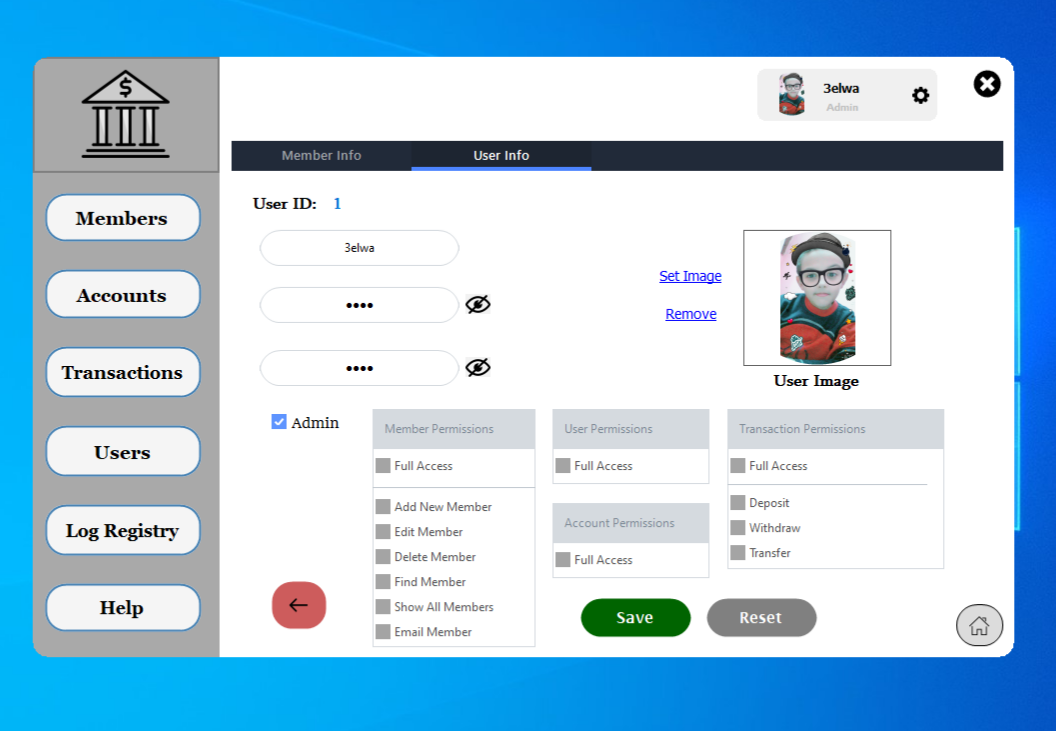 $
3elwa
Admin
Member Info
User Info
User ID: 1
Members
Accounts
Transactions
Users
Log Registry
Help
3elwa
••••
••••
Set Image
Remove
User Image
Admin
Member Permissions
Full Access
Add New Member
Edit Member
Delete Member
Find Member
Show All Members
Email Member
User Permissions
Full Access
Account Permissions
Full Access
Transaction Permissions
Full Access
Deposit
Withdraw
Transfer
Save
Reset